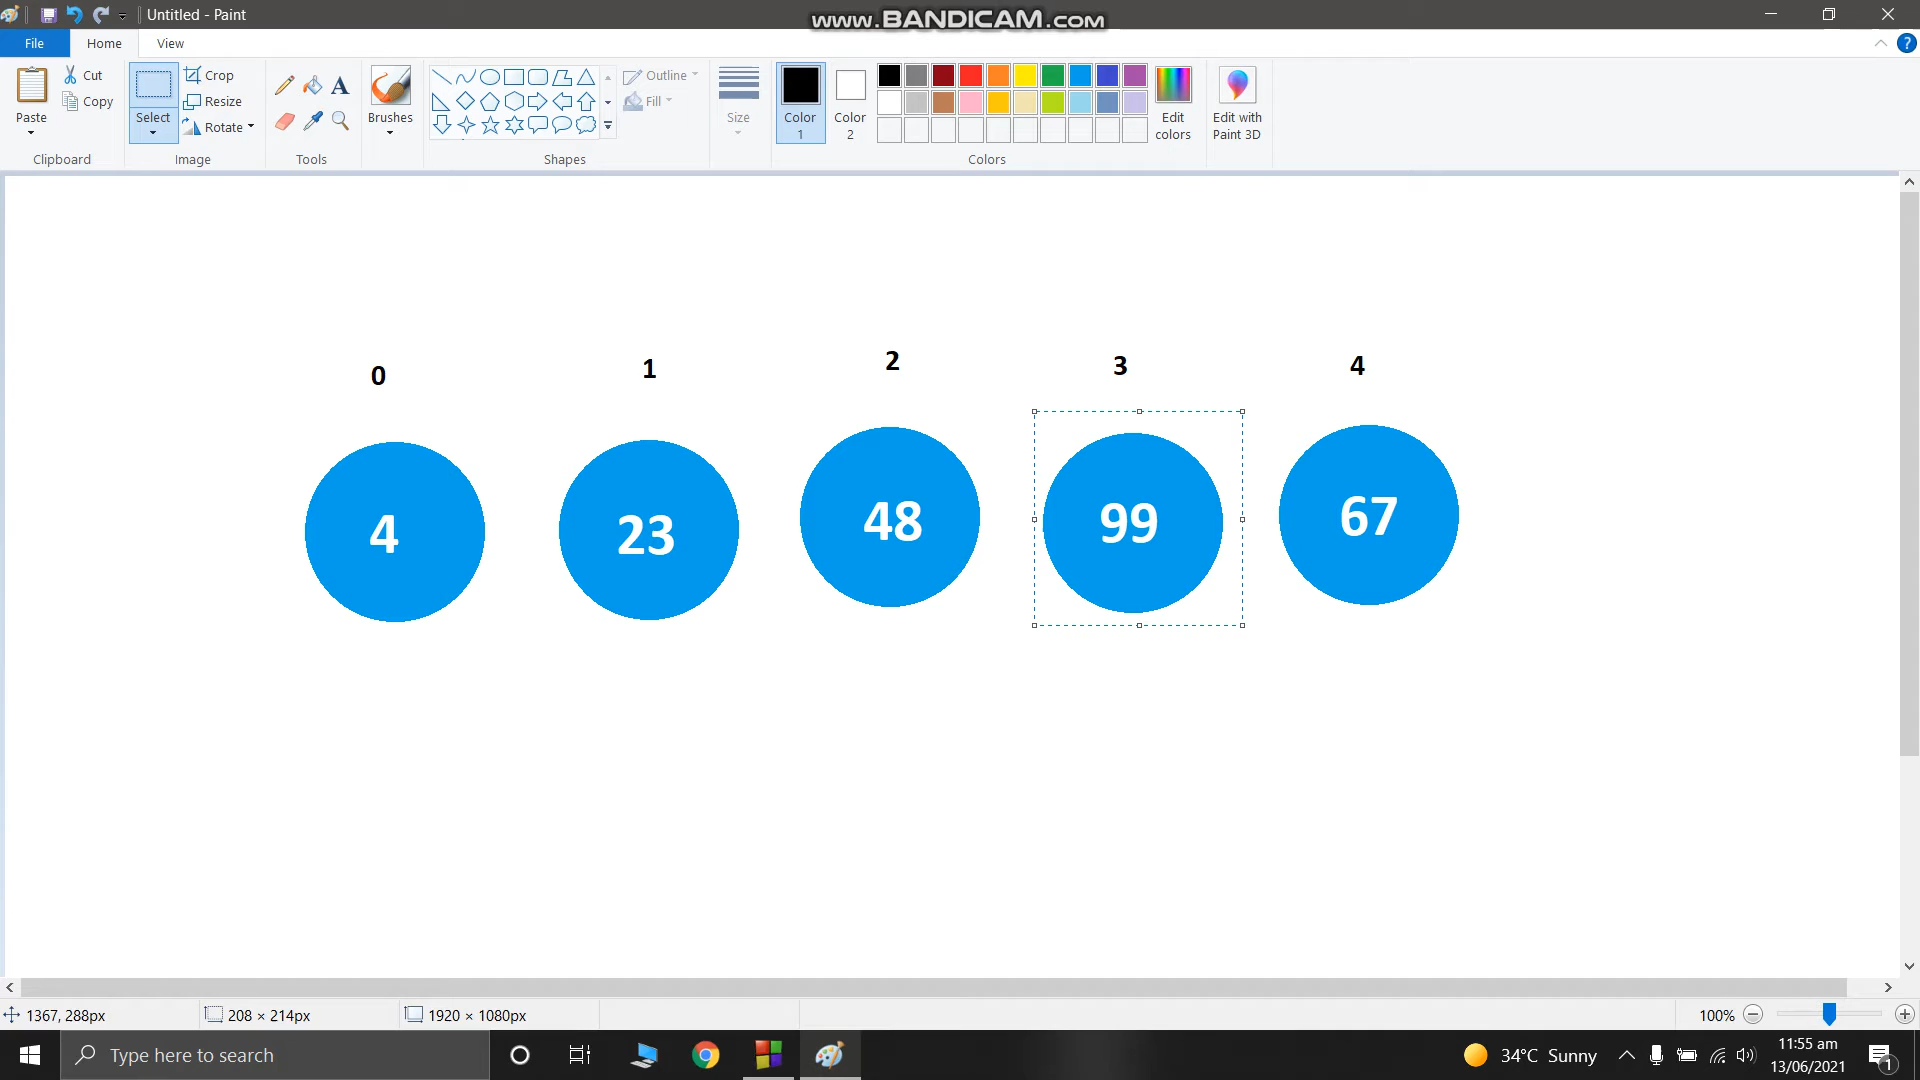 Untitled - Paint
www.BANDICAM.com
File
Home
View
?
Paste
Cut
Copy
Clipboard
Select
Crop
Resize
Rotate
Image
A
Tools
Brushes
Shapes
Outline
Fill
Size
Color
1
Color
2
Colors
Edit
colors
Edit with
Paint 3D
0 1 2 3 4
4 23 48 99 67
1367, 288px
208 × 214px
1920 × 1080px
100%
Type here to search
34°C Sunny
11:55 am
13/06/2021
1